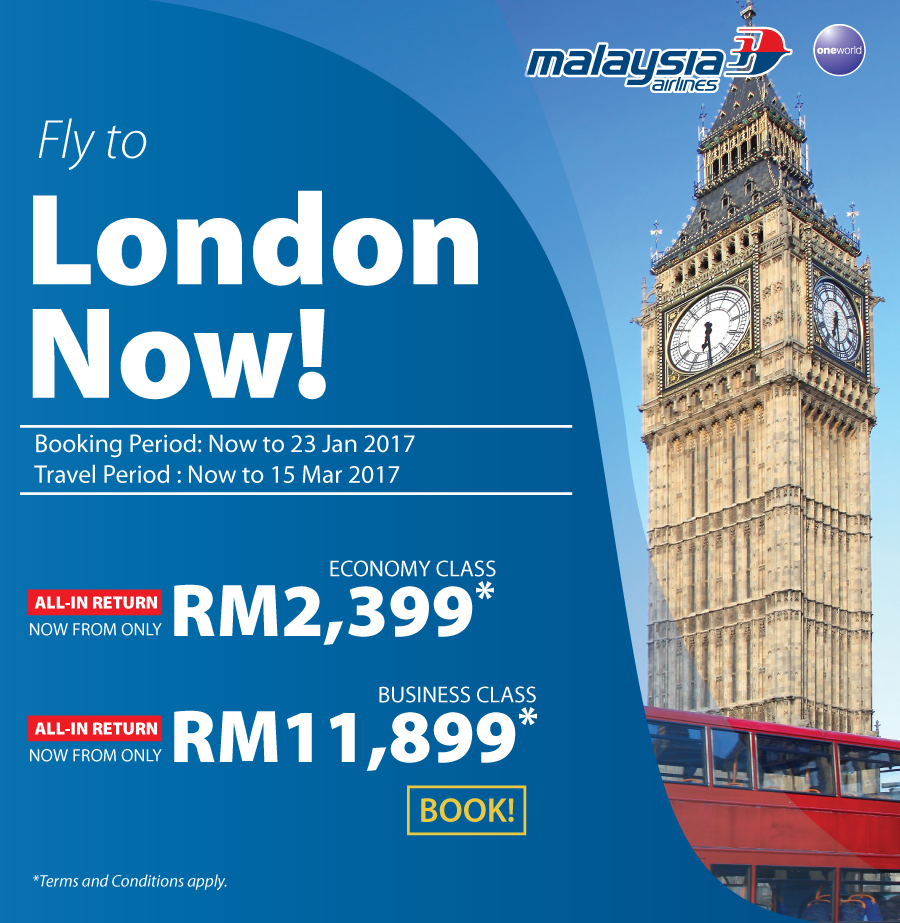 malaysia
airlines
oneworld
Fly to
London
Now!
Booking Period: Now to 23 Jan 2017
Travel Period : Now to 15 Mar 2017
ECONOMY CLASS
ALL-IN RETURN
NOW FROM ONLY
RM2,399*
BUSINESS CLASS
ALL-IN RETURN
NOW FROM ONLY
RM11,899*
BOOK!
*Terms and Conditions apply.